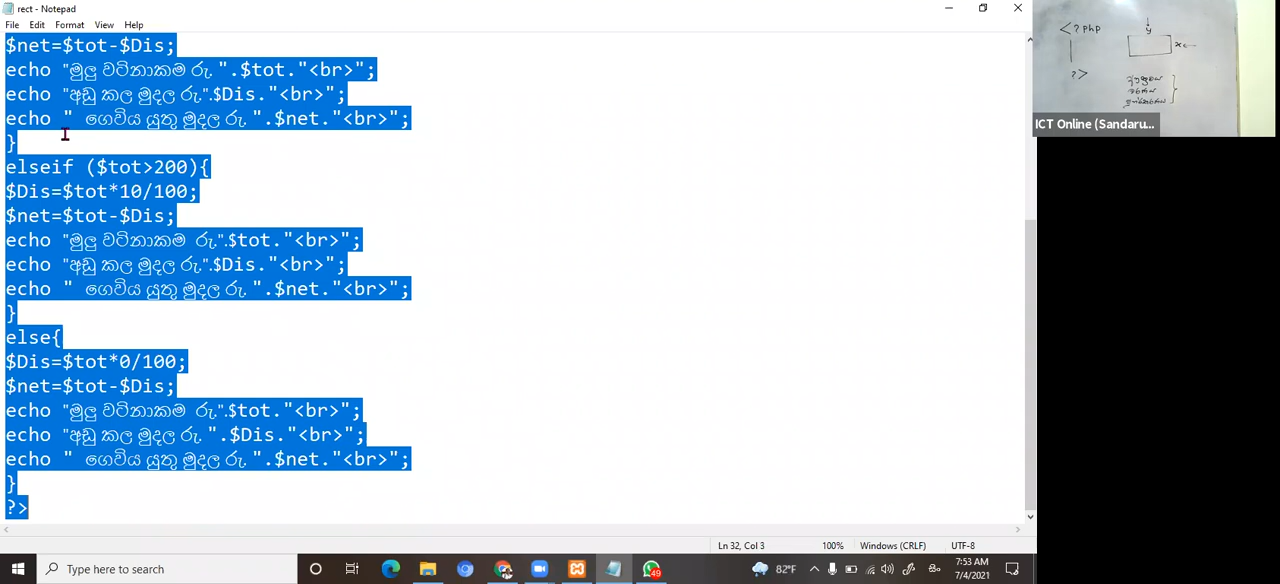 rect - Notepad
File Edit Format View Help
$net=$tot-$Dis;
echo "මුලු වටිනාකම රු. ".$tot."<br>";
echo "අඩු කල මුදල රු.".$Dis."<br>";
echo " ගෙවිය යුතු මුදල රු. ".$net."<br>";
}
elseif ($tot>200){
$Dis=$tot*10/100;
$net=$tot-$Dis;
echo "මුලු වටිනාකම රු.".$tot."<br>";
echo "අඩු කල මුදල රු.".$Dis."<br>";
echo " ගෙවිය යුතු මුදල රු. ".$net."<br>";
}
else{
$Dis=$tot*0/100;
$net=$tot-$Dis;
echo "මුලු වටිනාකම රු.".$tot."<br>";
echo "අඩු කල මුදල රු. ".$Dis."<br>";
echo " ගෙවිය යුතු මුදල රු. ".$net."<br>";
}
?>
Ln 32, Col 3 100% Windows (CRLF) UTF-8
Type here to search
49
82°F
7:53 AM
7/4/2021
<?php
y
x
?>
ICT Online (Sandaru...